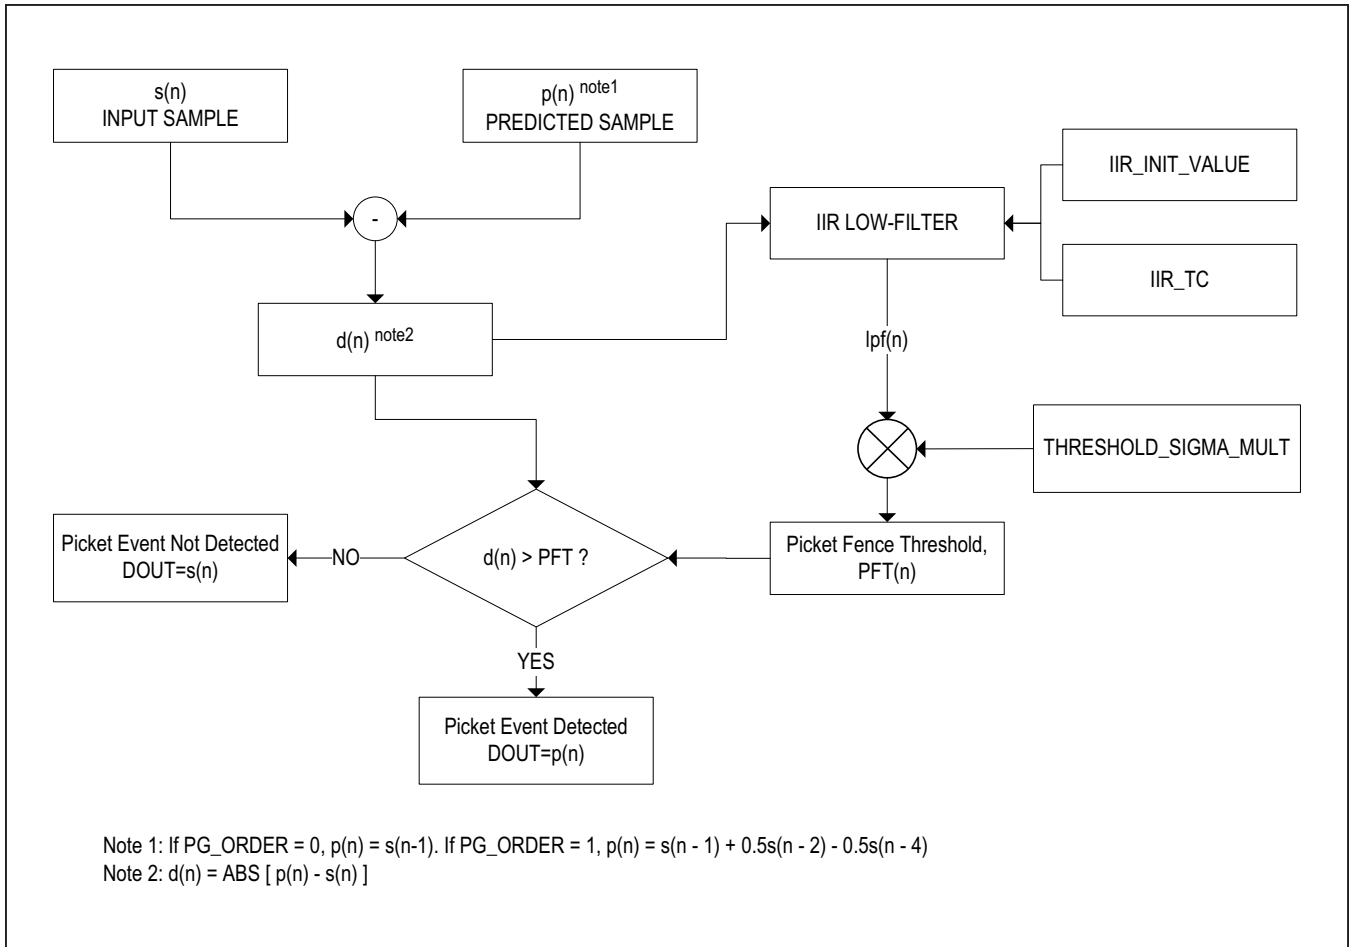 s(n)
INPUT SAMPLE
p(n) note1
PREDICTED SAMPLE
-
IIR_INIT_VALUE
IIR LOW-FILTER
IIR_TC
d(n) note2
lpf(n)
THRESHOLD_SIGMA_MULT
Picket Event Not Detected
DOUT=s(n)
NO
d(n) > PFT ?
Picket Fence Threshold,
PFT(n)
YES
Picket Event Detected
DOUT=p(n)
Note 1: If PG_ORDER = 0, p(n) = s(n-1). If PG_ORDER = 1, p(n) = s(n - 1) + 0.5s(n - 2) - 0.5s(n - 4)
Note 2: d(n) = ABS [ p(n) - s(n) ]